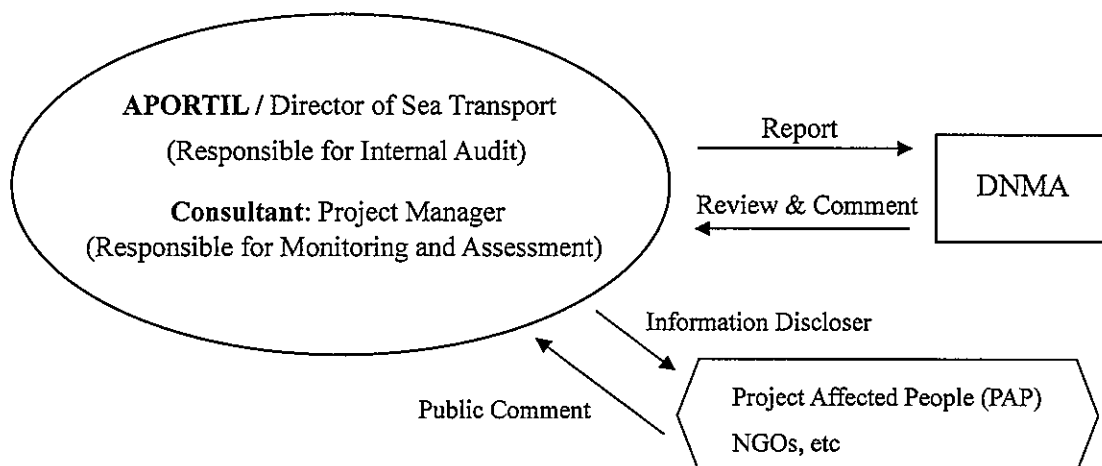 APORTIL / Director of Sea Transport
(Responsible for Internal Audit)
Consultant: Project Manager
(Responsible for Monitoring and Assessment)
Report
Review & Comment
DNMA
Information Discloser
Public Comment
Project Affected People (PAP)
NGOs, etc